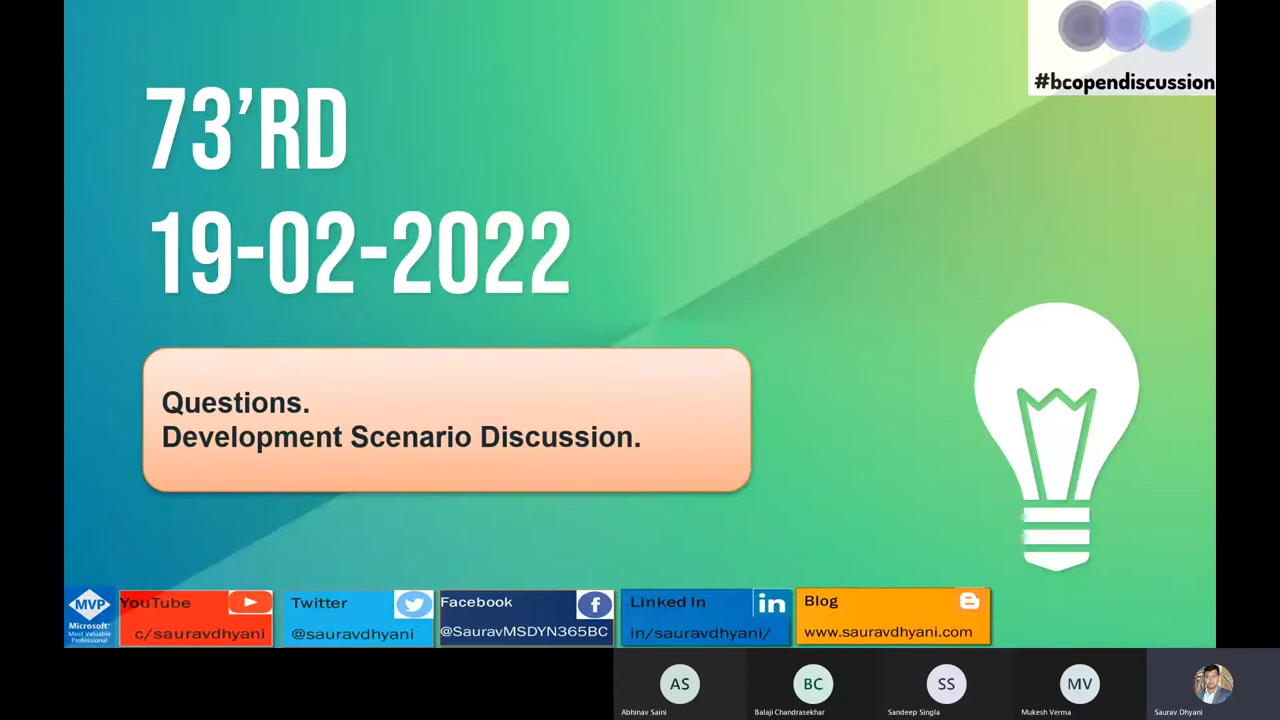 #bcopendiscussion
73’RD
19-02-2022
Questions.
Development Scenario Discussion.
MVP
Microsoft®
Most Valuable
Professional
YouTube
c/sauravdhyani
Twitter
@sauravdhyani
Facebook
@SauravMSDYN365BC
Linked In
in
in/sauravdhyani/
Blog
www.sauravdhyani.com
AS
Abhinav Saini
BC
Balaji Chandrasekhar
SS
Sandeep Singla
MV
Mukesh Verma
Saurav Dhyani